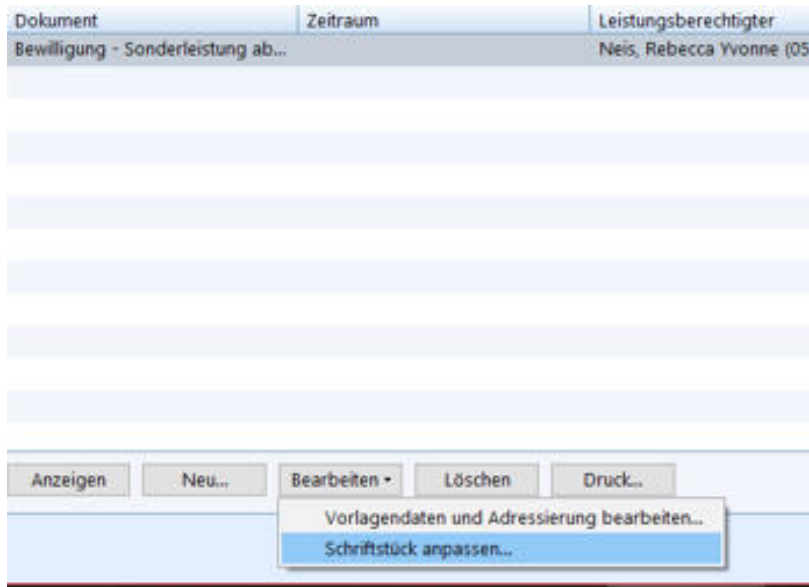 Dokument Zeitraum Leistungsberechtigter
Bewilligung - Sonderleistung ab... Neis, Rebecca Yvonne (05
Anzeigen Neu... Bearbeiten Löschen Druck...
Vorlagendaten und Adressierung bearbeiten...
Schriftstück anpassen...